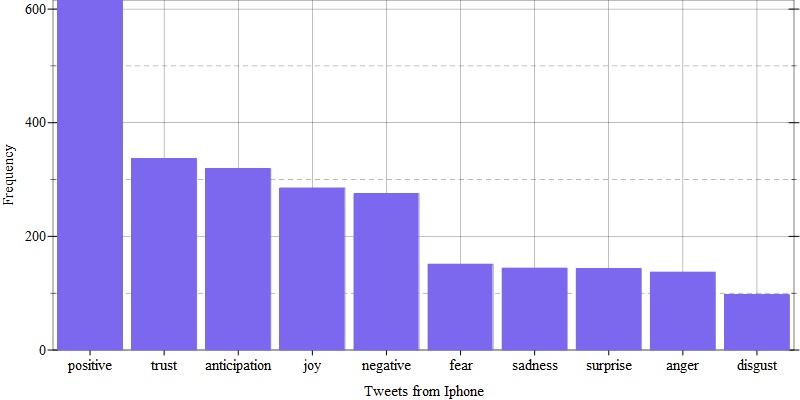 600
400
200
0
Frequency
positive trust anticipation joy negative fear sadness surprise anger disgust
Tweets from Iphone